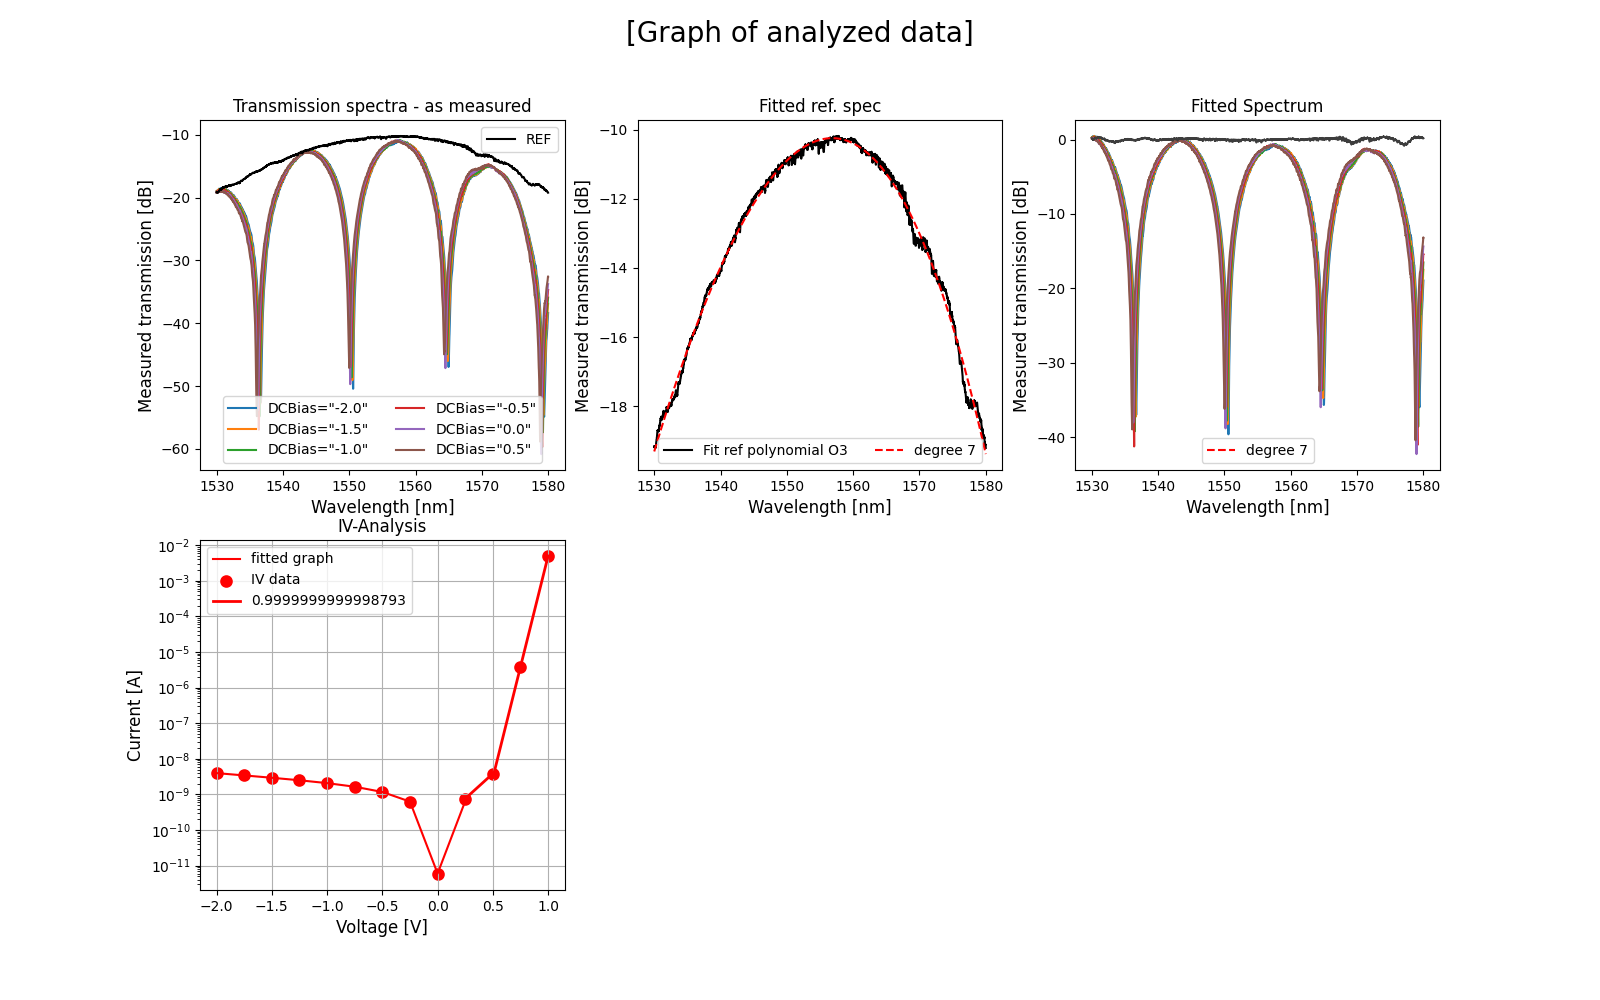 [Graph of analyzed data]
Transmission spectra - as measured
Measured transmission [dB]
−10
−20
−30
−40
−50
−60
REF
DCBias="-2.0"
DCBias="-1.5"
DCBias="-1.0"
DCBias="-0.5"
DCBias="0.0"
DCBias="0.5"
1530 1540 1550 1560 1570 1580
Wavelength [nm]
Fitted ref. spec
Measured transmission [dB]
−10
−12
−14
−16
−18
Fit ref polynomial O3 degree 7
1530 1540 1550 1560 1570 1580
Wavelength [nm]
Fitted Spectrum
Measured transmission [dB]
0
−10
−20
−30
−40
degree 7
1530 1540 1550 1560 1570 1580
Wavelength [nm]
IV-Analysis
Current [A]
10⁻²
10⁻³
10⁻⁴
10⁻⁵
10⁻⁶
10⁻⁷
10⁻⁸
10⁻⁹
10⁻¹⁰
10⁻¹¹
fitted graph
IV data
0.9999999999998793
−2.0 −1.5 −1.0 −0.5 0.0 0.5 1.0
Voltage [V]